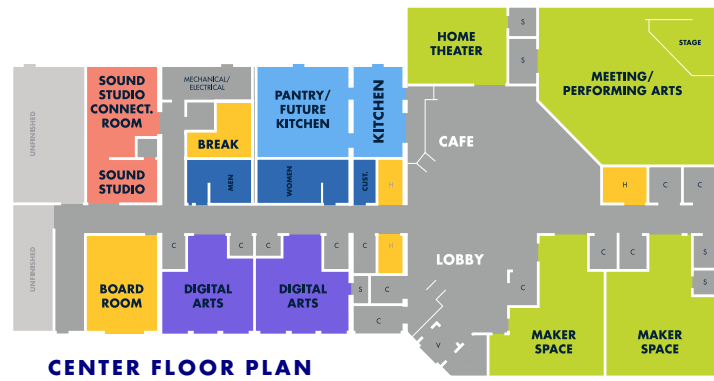 HOME
THEATER
S
S
STAGE
MEETING/
PERFORMING ARTS
UNFINISHED
SOUND
STUDIO
CONNECT.
ROOM
MECHANICAL/
ELECTRICAL
PANTRY/
FUTURE
KITCHEN
KITCHEN
CAFE
BREAK
SOUND
STUDIO
MEN
WOMEN
CUST.
H
H
C
C
UNFINISHED
BOARD
ROOM
C
C
C
C
C
H
DIGITAL
ARTS
DIGITAL
ARTS
S
C
C
LOBBY
C
C
C
S
S
V
MAKER
SPACE
MAKER
SPACE
CENTER FLOOR PLAN